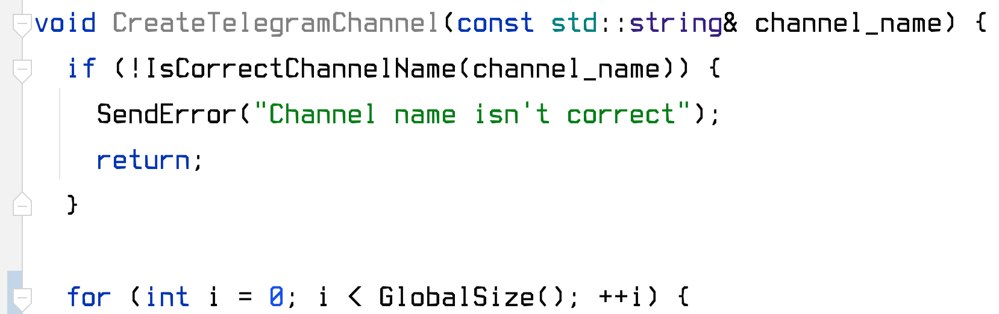 void CreateTelegramChannel(const std::string& channel_name) {
  if (!IsCorrectChannelName(channel_name)) {
    SendError("Channel name isn't correct");
    return;
  }

  for (int i = 0; i < GlobalSize(); ++i) {